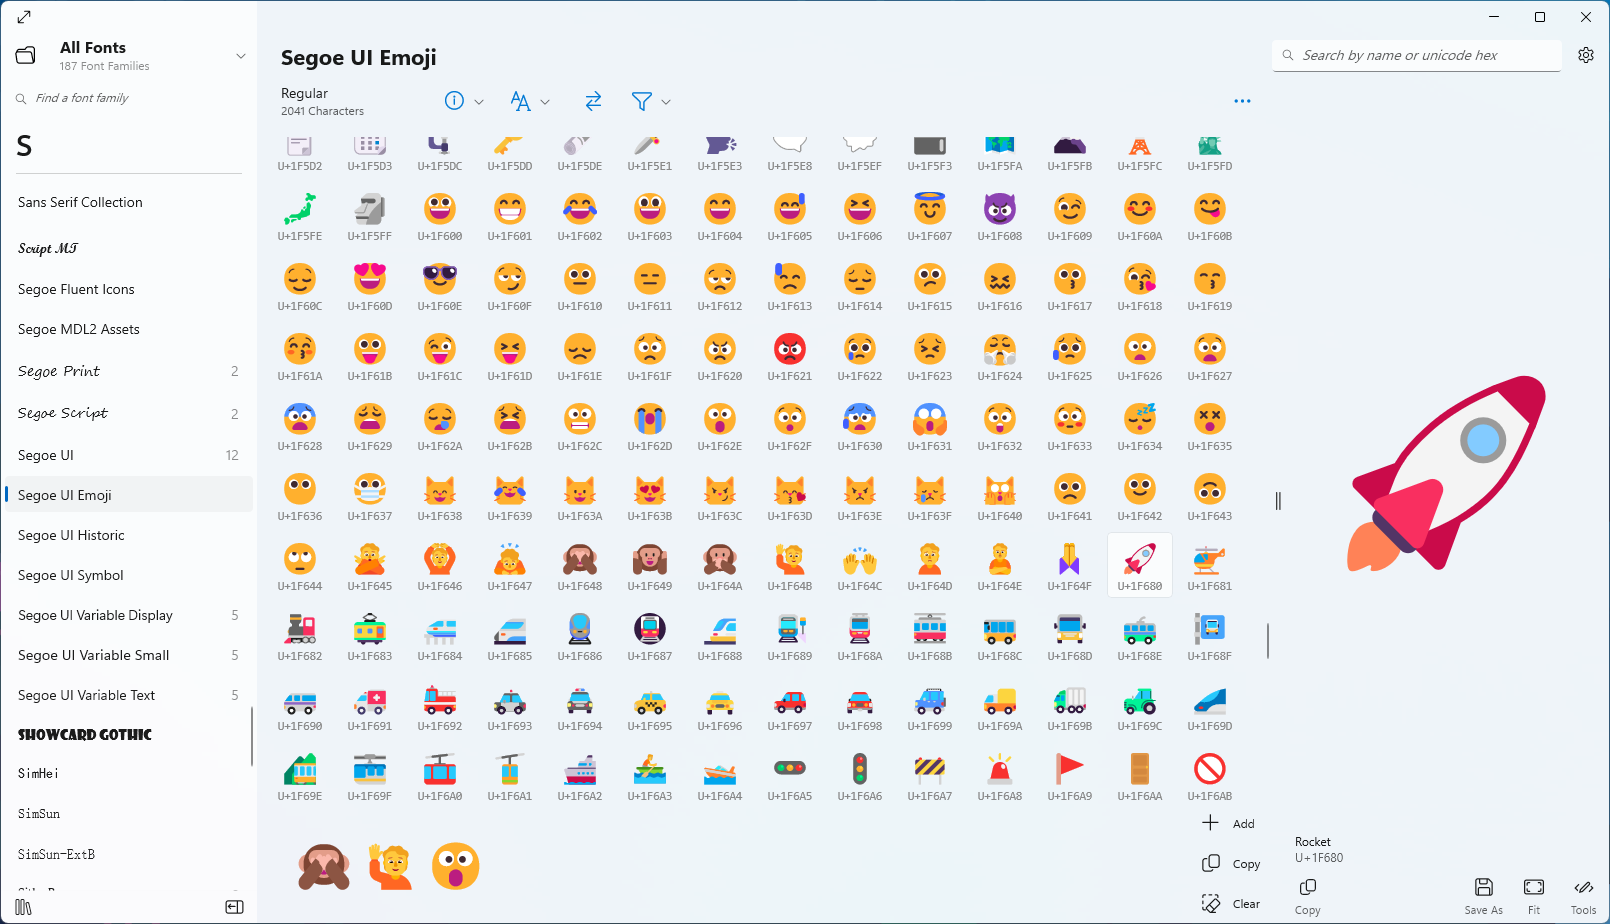 All Fonts
187 Font Families
Find a font family
S
Sans Serif Collection
Script MT
Segoe Fluent Icons
Segoe MDL2 Assets
Segoe Print 2
Segoe Script 2
Segoe UI 12
Segoe UI Emoji
Segoe UI Historic
Segoe UI Symbol
Segoe UI Variable Display 5
Segoe UI Variable Small 5
Segoe UI Variable Text 5
SHOWCARD GOTHIC
SimHei
SimSun
SimSun-ExtB
Segoe UI Emoji
Search by name or unicode hex
Regular
2041 Characters
U+1F5D2 U+1F5D3 U+1F5DC U+1F5DD U+1F5DE U+1F5E1 U+1F5E3 U+1F5E8 U+1F5EF U+1F5F3 U+1F5FA U+1F5FB U+1F5FC U+1F5FD
U+1F5FE U+1F5FF U+1F600 U+1F601 U+1F602 U+1F603 U+1F604 U+1F605 U+1F606 U+1F607 U+1F608 U+1F609 U+1F60A U+1F60B
U+1F60C U+1F60D U+1F60E U+1F60F U+1F610 U+1F611 U+1F612 U+1F613 U+1F614 U+1F615 U+1F616 U+1F617 U+1F618 U+1F619
U+1F61A U+1F61B U+1F61C U+1F61D U+1F61E U+1F61F U+1F620 U+1F621 U+1F622 U+1F623 U+1F624 U+1F625 U+1F626 U+1F627
U+1F628 U+1F629 U+1F62A U+1F62B U+1F62C U+1F62D U+1F62E U+1F62F U+1F630 U+1F631 U+1F632 U+1F633 U+1F634 U+1F635
U+1F636 U+1F637 U+1F638 U+1F639 U+1F63A U+1F63B U+1F63C U+1F63D U+1F63E U+1F63F U+1F640 U+1F641 U+1F642 U+1F643
U+1F644 U+1F645 U+1F646 U+1F647 U+1F648 U+1F649 U+1F64A U+1F64B U+1F64C U+1F64D U+1F64E U+1F64F U+1F680 U+1F681
U+1F682 U+1F683 U+1F684 U+1F685 U+1F686 U+1F687 U+1F688 U+1F689 U+1F68A U+1F68B U+1F68C U+1F68D U+1F68E U+1F68F
U+1F690 U+1F691 U+1F692 U+1F693 U+1F694 U+1F695 U+1F696 U+1F697 U+1F698 U+1F699 U+1F69A U+1F69B U+1F69C U+1F69D
U+1F69E U+1F69F U+1F6A0 U+1F6A1 U+1F6A2 U+1F6A3 U+1F6A4 U+1F6A5 U+1F6A6 U+1F6A7 U+1F6A8 U+1F6A9 U+1F6AA U+1F6AB
Add
Copy
Clear
Rocket
U+1F680
Copy
Save As
Fit
Tools